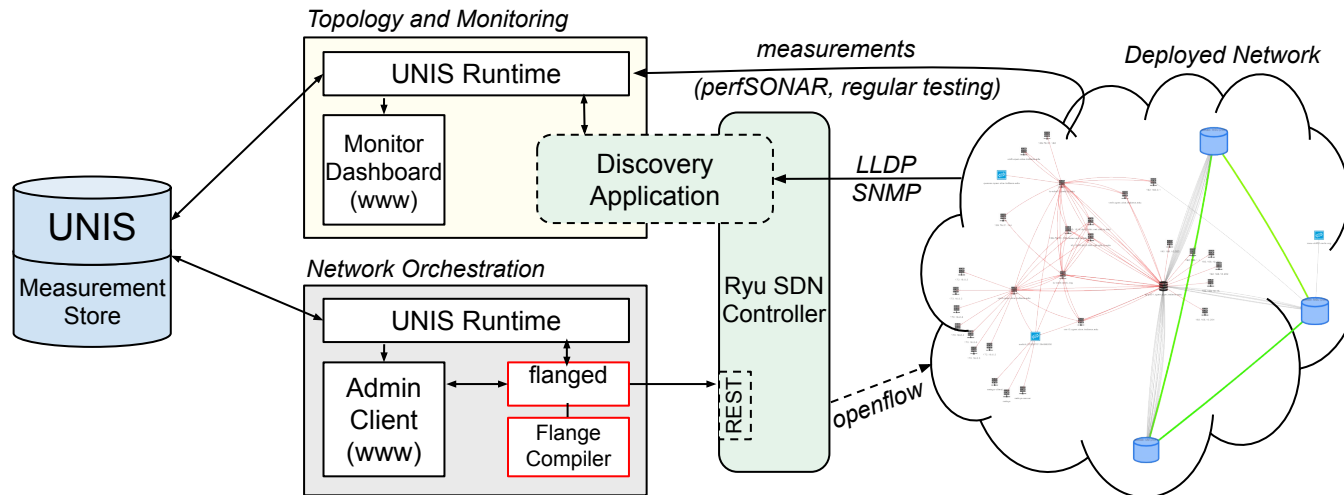 Topology and Monitoring
UNIS Runtime
Monitor
Dashboard
(www)
Discovery
Application
measurements
(perfSONAR, regular testing)
LLDP
SNMP
Deployed Network
UNIS
Measurement
Store
Network Orchestration
UNIS Runtime
Admin
Client
(www)
flanged
Flange
Compiler
Ryu SDN
Controller
REST
openflow